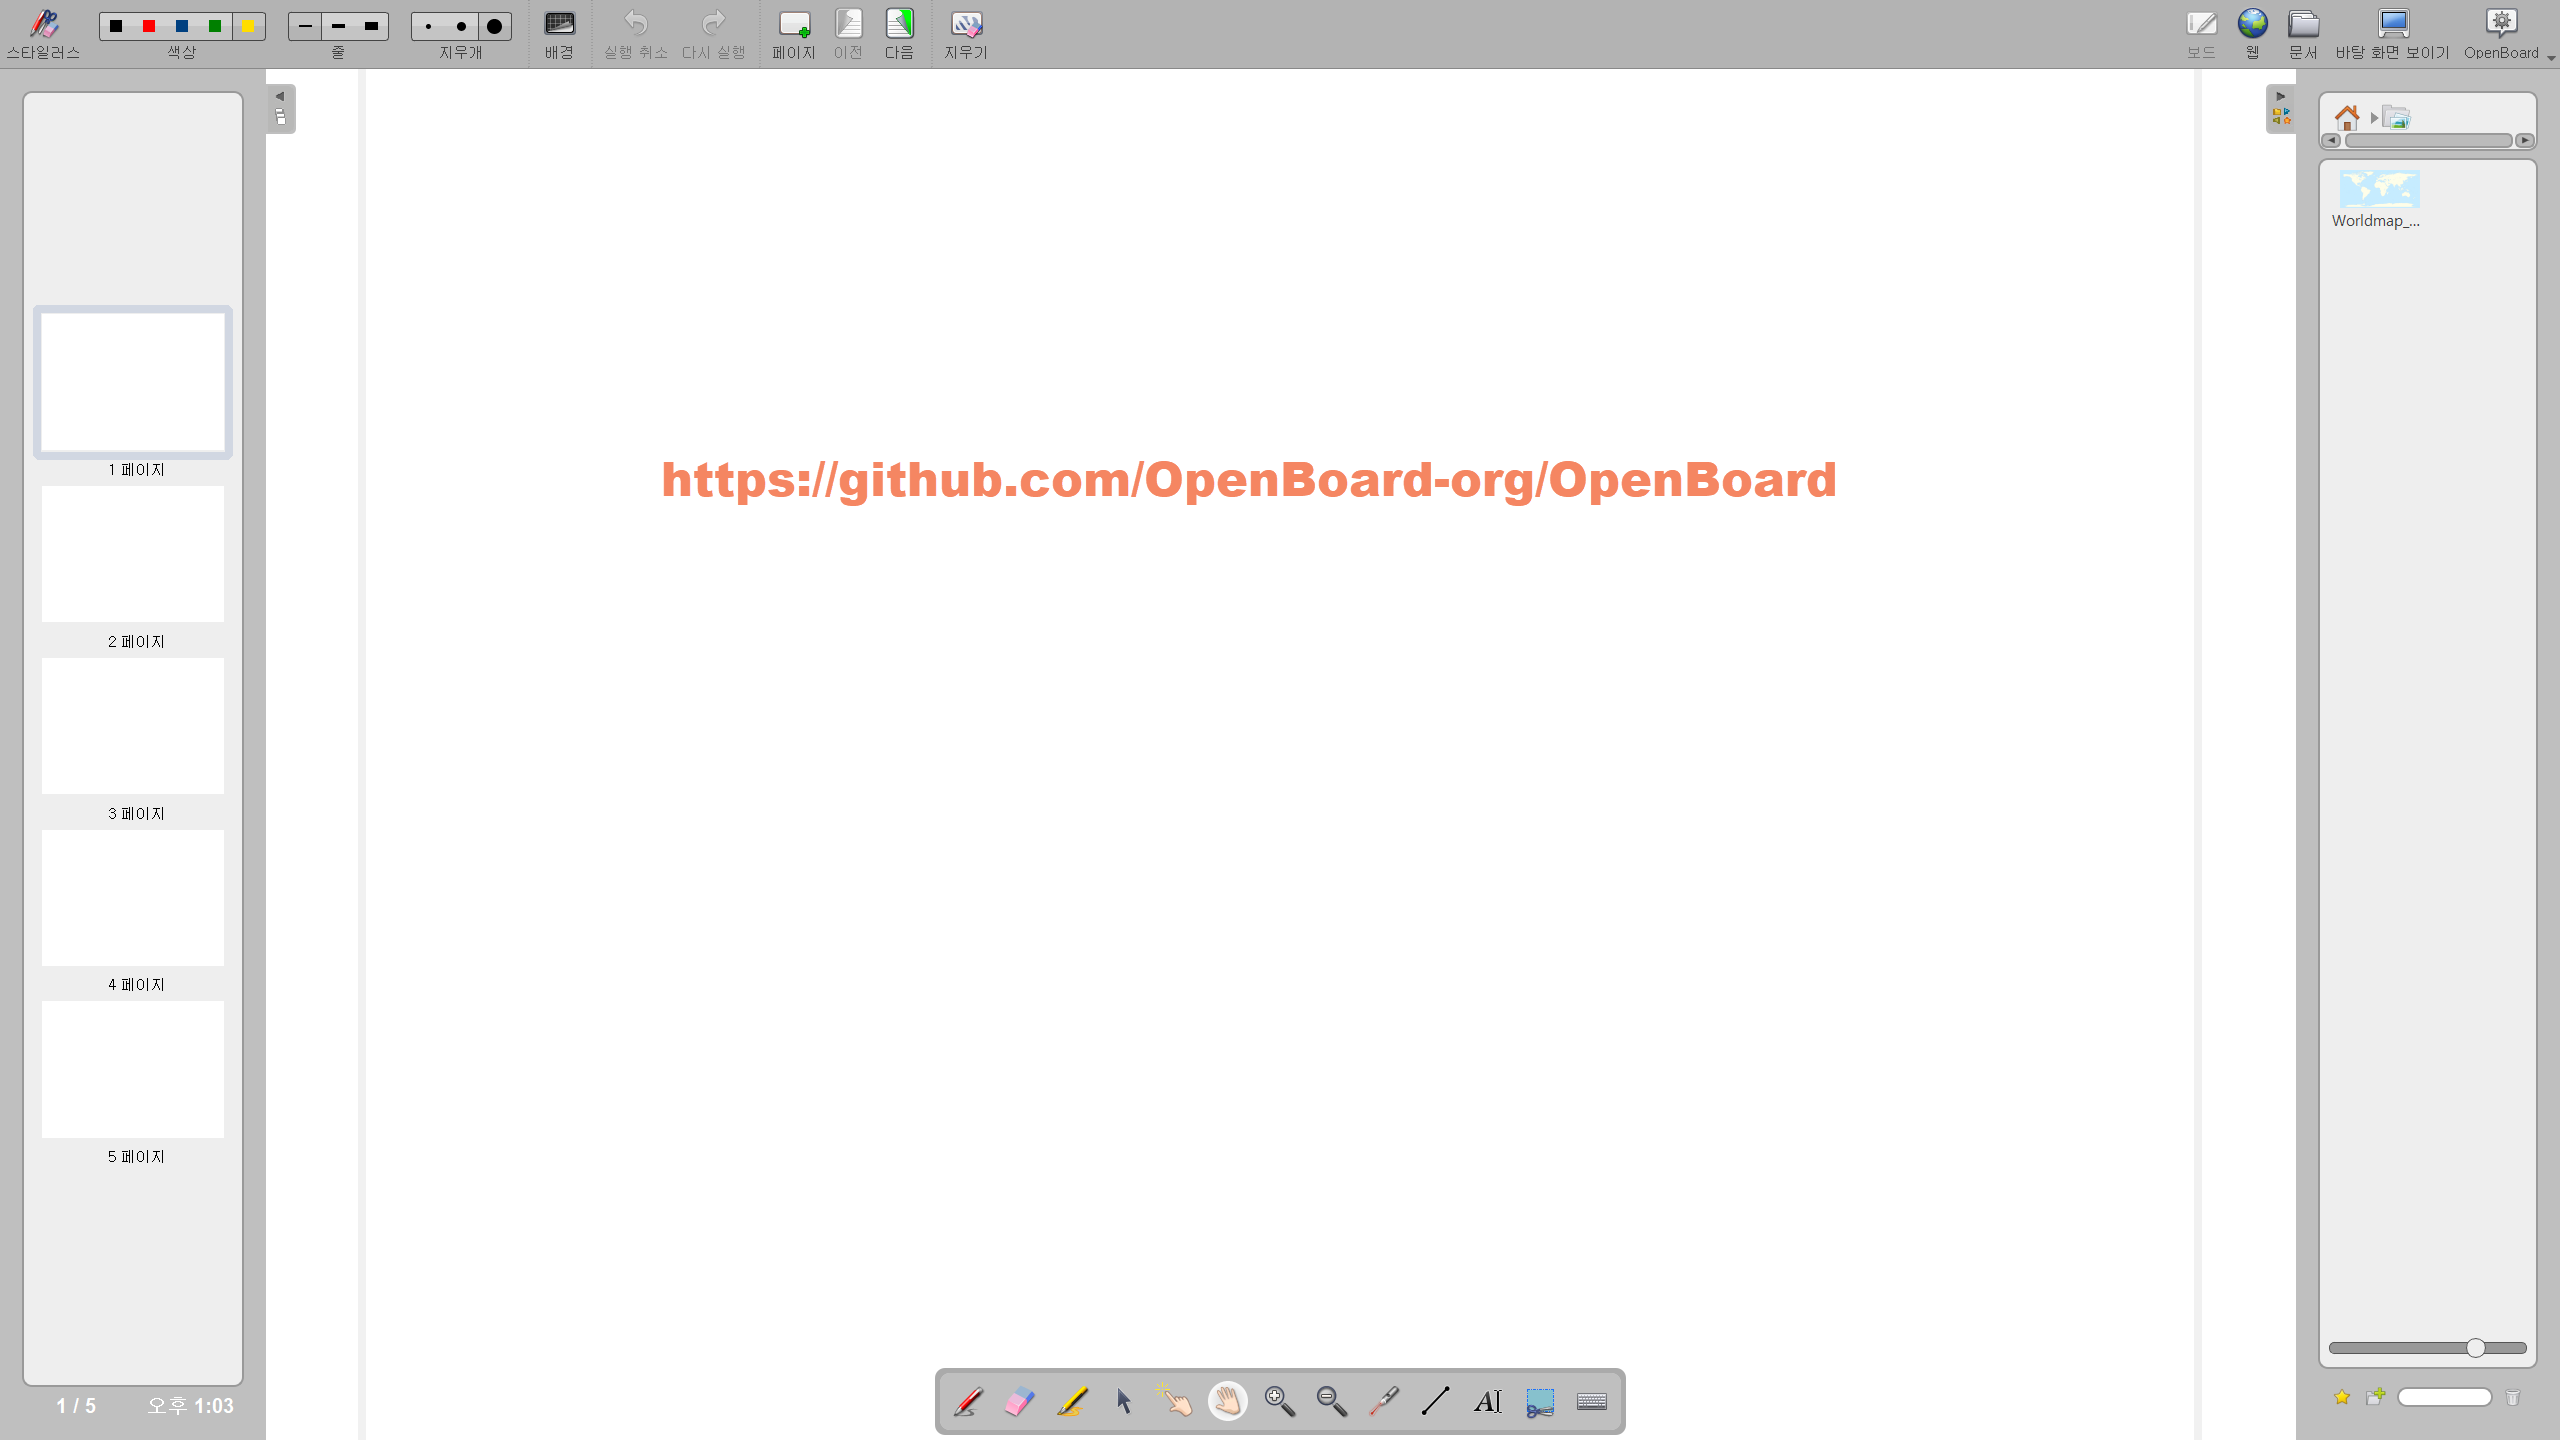 스타일러스 색상 줄 지우개 배경 실행 취소 다시 실행 페이지 이전 다음 지우기 보드 웹 문서 바탕 화면 보이기 OpenBoard
Worldmap_...
1 페이지
https://github.com/OpenBoard-org/OpenBoard
2 페이지
3 페이지
4 페이지
5 페이지
1 / 5 오후 1:03